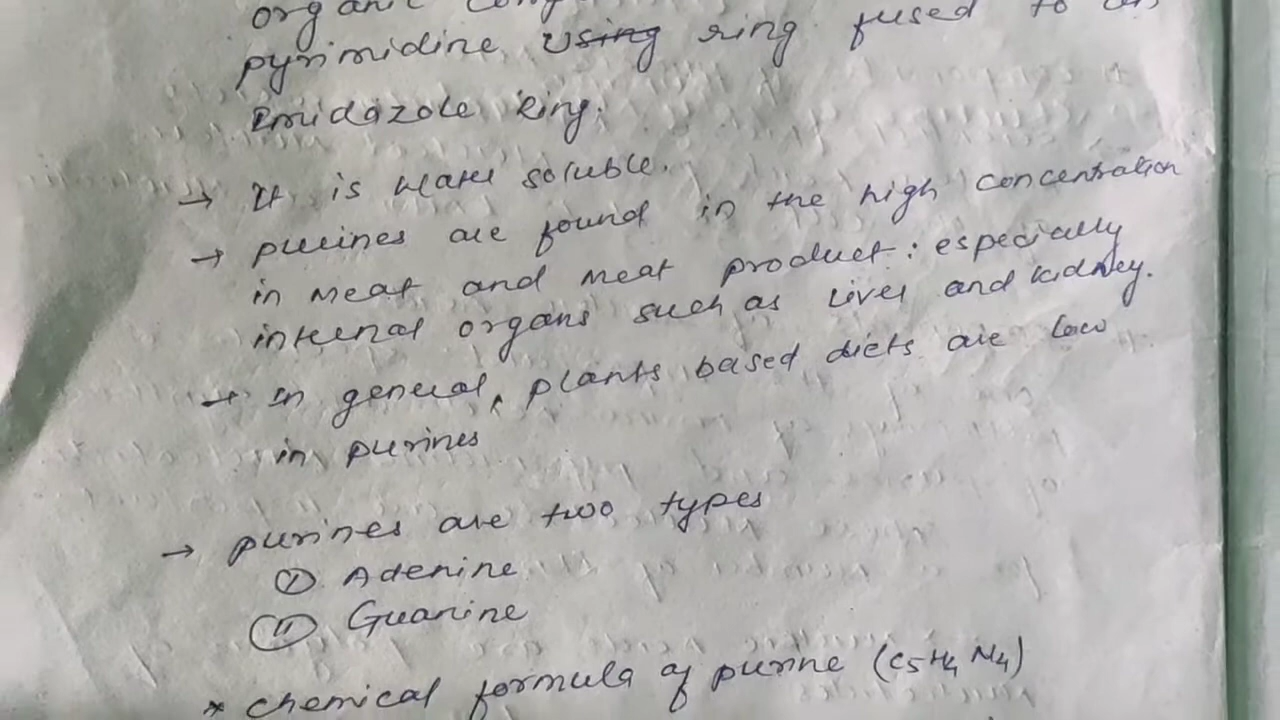 organic
pyrimidine using ring fused to
Imidazole Ring.
→ It is water soluble.
→ purines are found in the high concentration
in meat and meat product: especially
internal organs such as liver and kidney.
→ In general, plants based diets are low
in purines
→ purines are two types
(I) Adenine
(II) Guanine
* chemical formula of purine (C5H4N4)